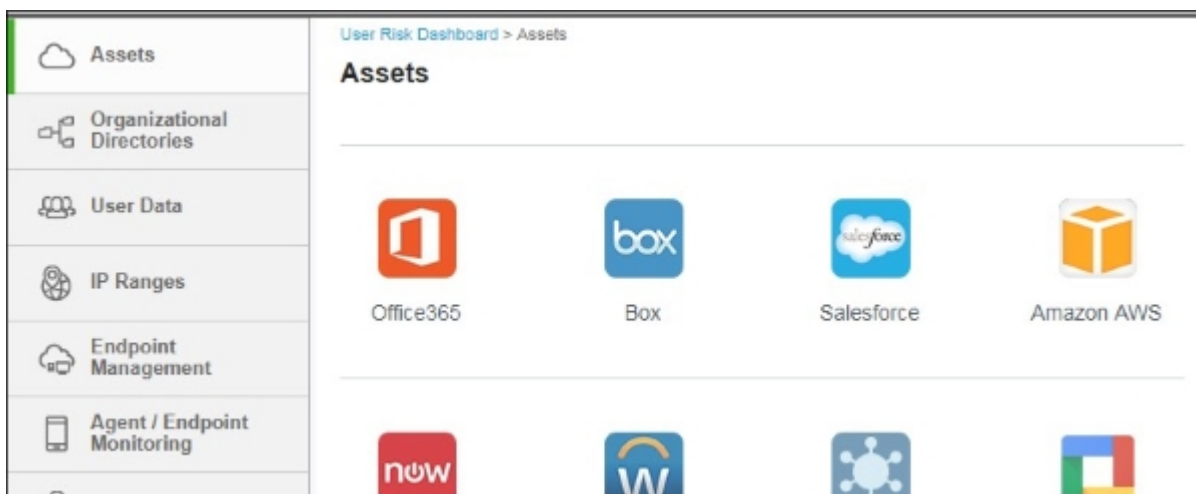 Assets
Organizational
Directories
User Data
IP Ranges
Endpoint
Management
Agent / Endpoint
Monitoring
User Risk Dashboard > Assets
Assets
box
salesforce
Office365
Box
Salesforce
Amazon AWS
now
W